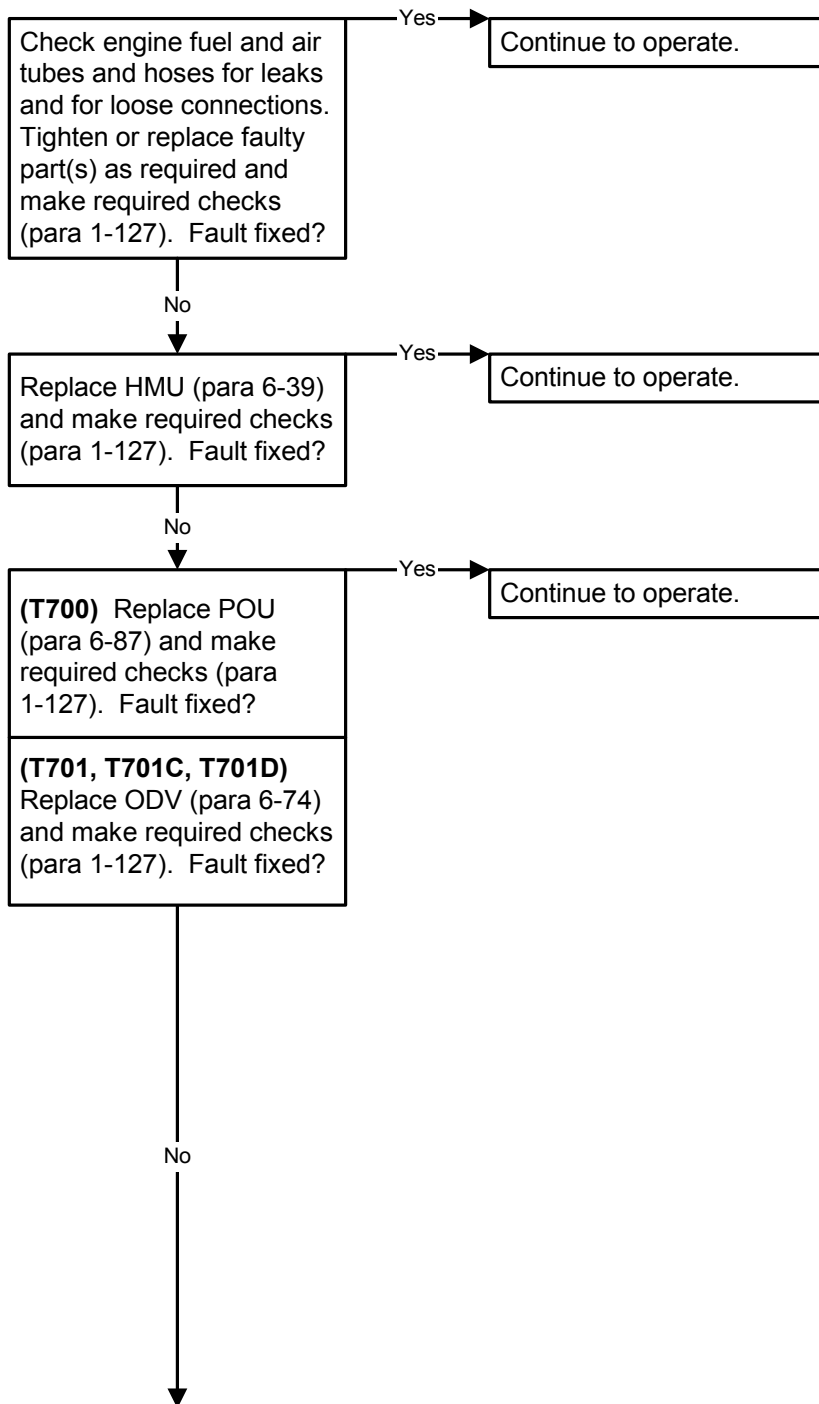 Check engine fuel and air
tubes and hoses for leaks
and for loose connections.
Tighten or replace faulty
part(s) as required and
make required checks
(para 1-127).  Fault fixed?
Yes
Continue to operate.
No
Replace HMU (para 6-39)
and make required checks
(para 1-127).  Fault fixed?
Yes
Continue to operate.
No
(T700)  Replace POU
(para 6-87) and make
required checks (para
1-127).  Fault fixed?
Yes
Continue to operate.
(T701, T701C, T701D)
Replace ODV (para 6-74)
and make required checks
(para 1-127).  Fault fixed?
No